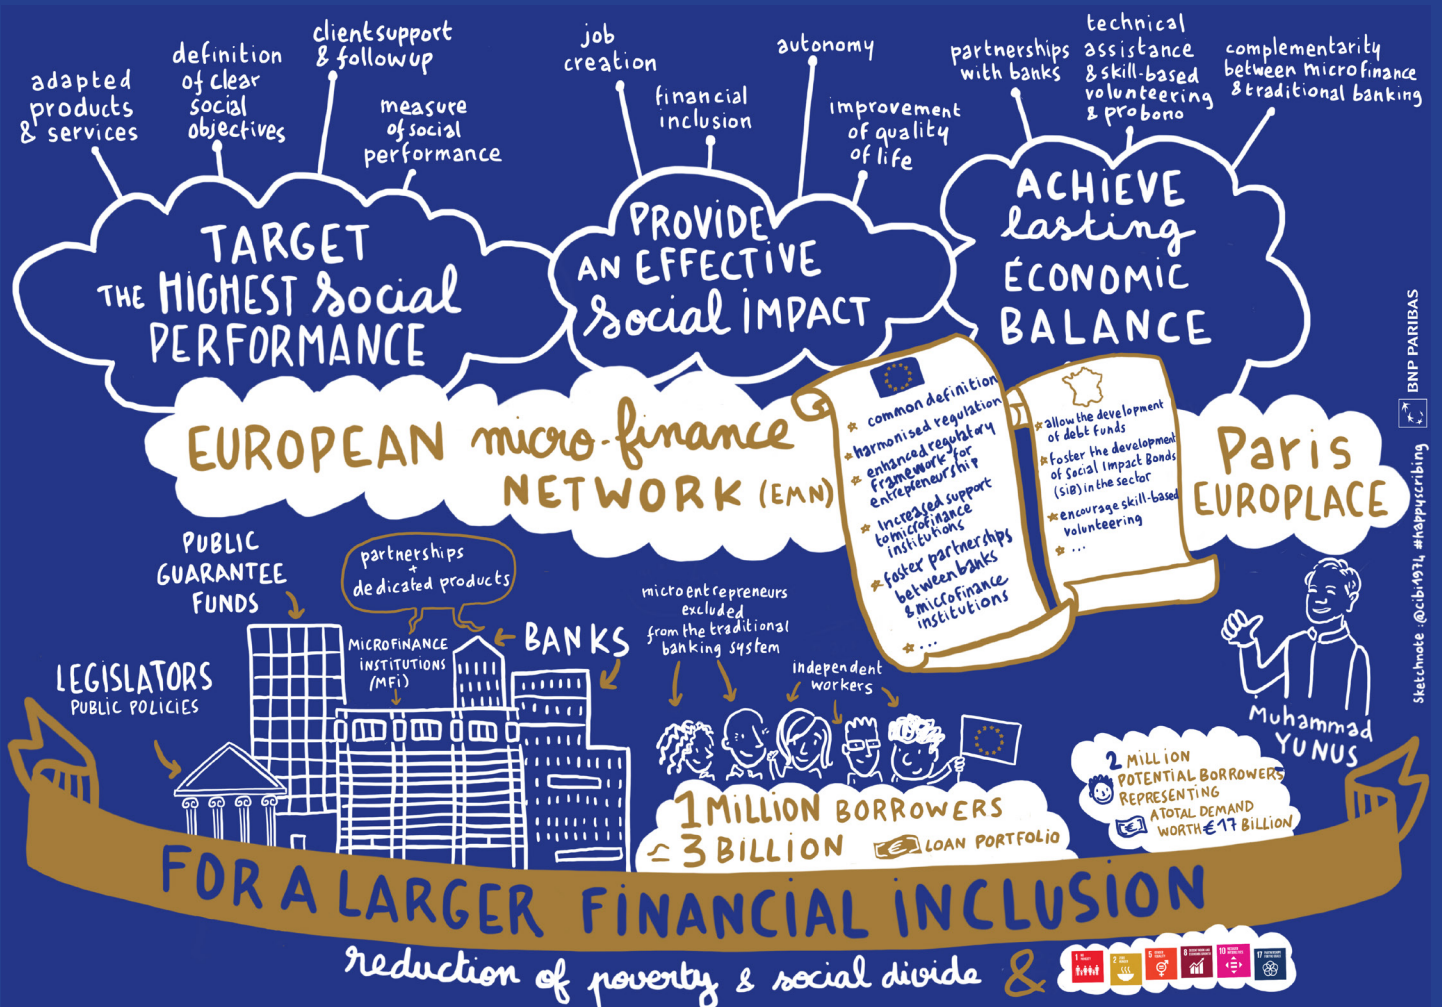 adapted
products
& services
definition
of clear
social
objectives
client support
& follow up
measure
of social
performance
job
creation
financial
inclusion
autonomy
improvement
of quality
of life
partnerships
with banks
technical
assistance
& skill-based
volunteering
& probono
complementarity
between microfinance
& traditional banking
TARGET
THE HIGHEST social
PERFORMANCE
PROVIDE
AN EFFECTIVE
social IMPACT
ACHIEVE
lasting
ÉCONOMIC
BALANCE
EUROPEAN micro-finance
NETWORK (EMN)
common definition
harmonised regulation
enhanced regulatory
framework for
entrepreneurship
Increased support
to microfinance
institutions
foster partnerships
between banks
& microfinance
institutions
...
allow the development
of debt funds
Foster the development
of Social Impact Bonds
(SiB) in the sector
encourage skill-based
volunteering
...
Paris
EUROPLACE
BNP PARIBAS
Sketchnote : @cibi1974 #happyscribing
PUBLIC
GUARANTEE
FUNDS
partnerships
+
dedicated products
LEGISLATORS
PUBLIC POLICIES
MICROFINANCE
INSTITUTIONS
(MFi)
BANKS
microentrepreneurs
excluded
from the traditional
banking system
independent
workers
Muhammad
YUNUS
1 MILLION BORROWERS
≃ 3 BILLION € LOAN PORTFOLIO
2 MILLION
POTENTIAL BORROWERS
REPRESENTING
A TOTAL DEMAND
WORTH € 17 BILLION
FOR A LARGER FINANCIAL INCLUSION
reduction of poverty & social divide &
1
2
5
8
10
17